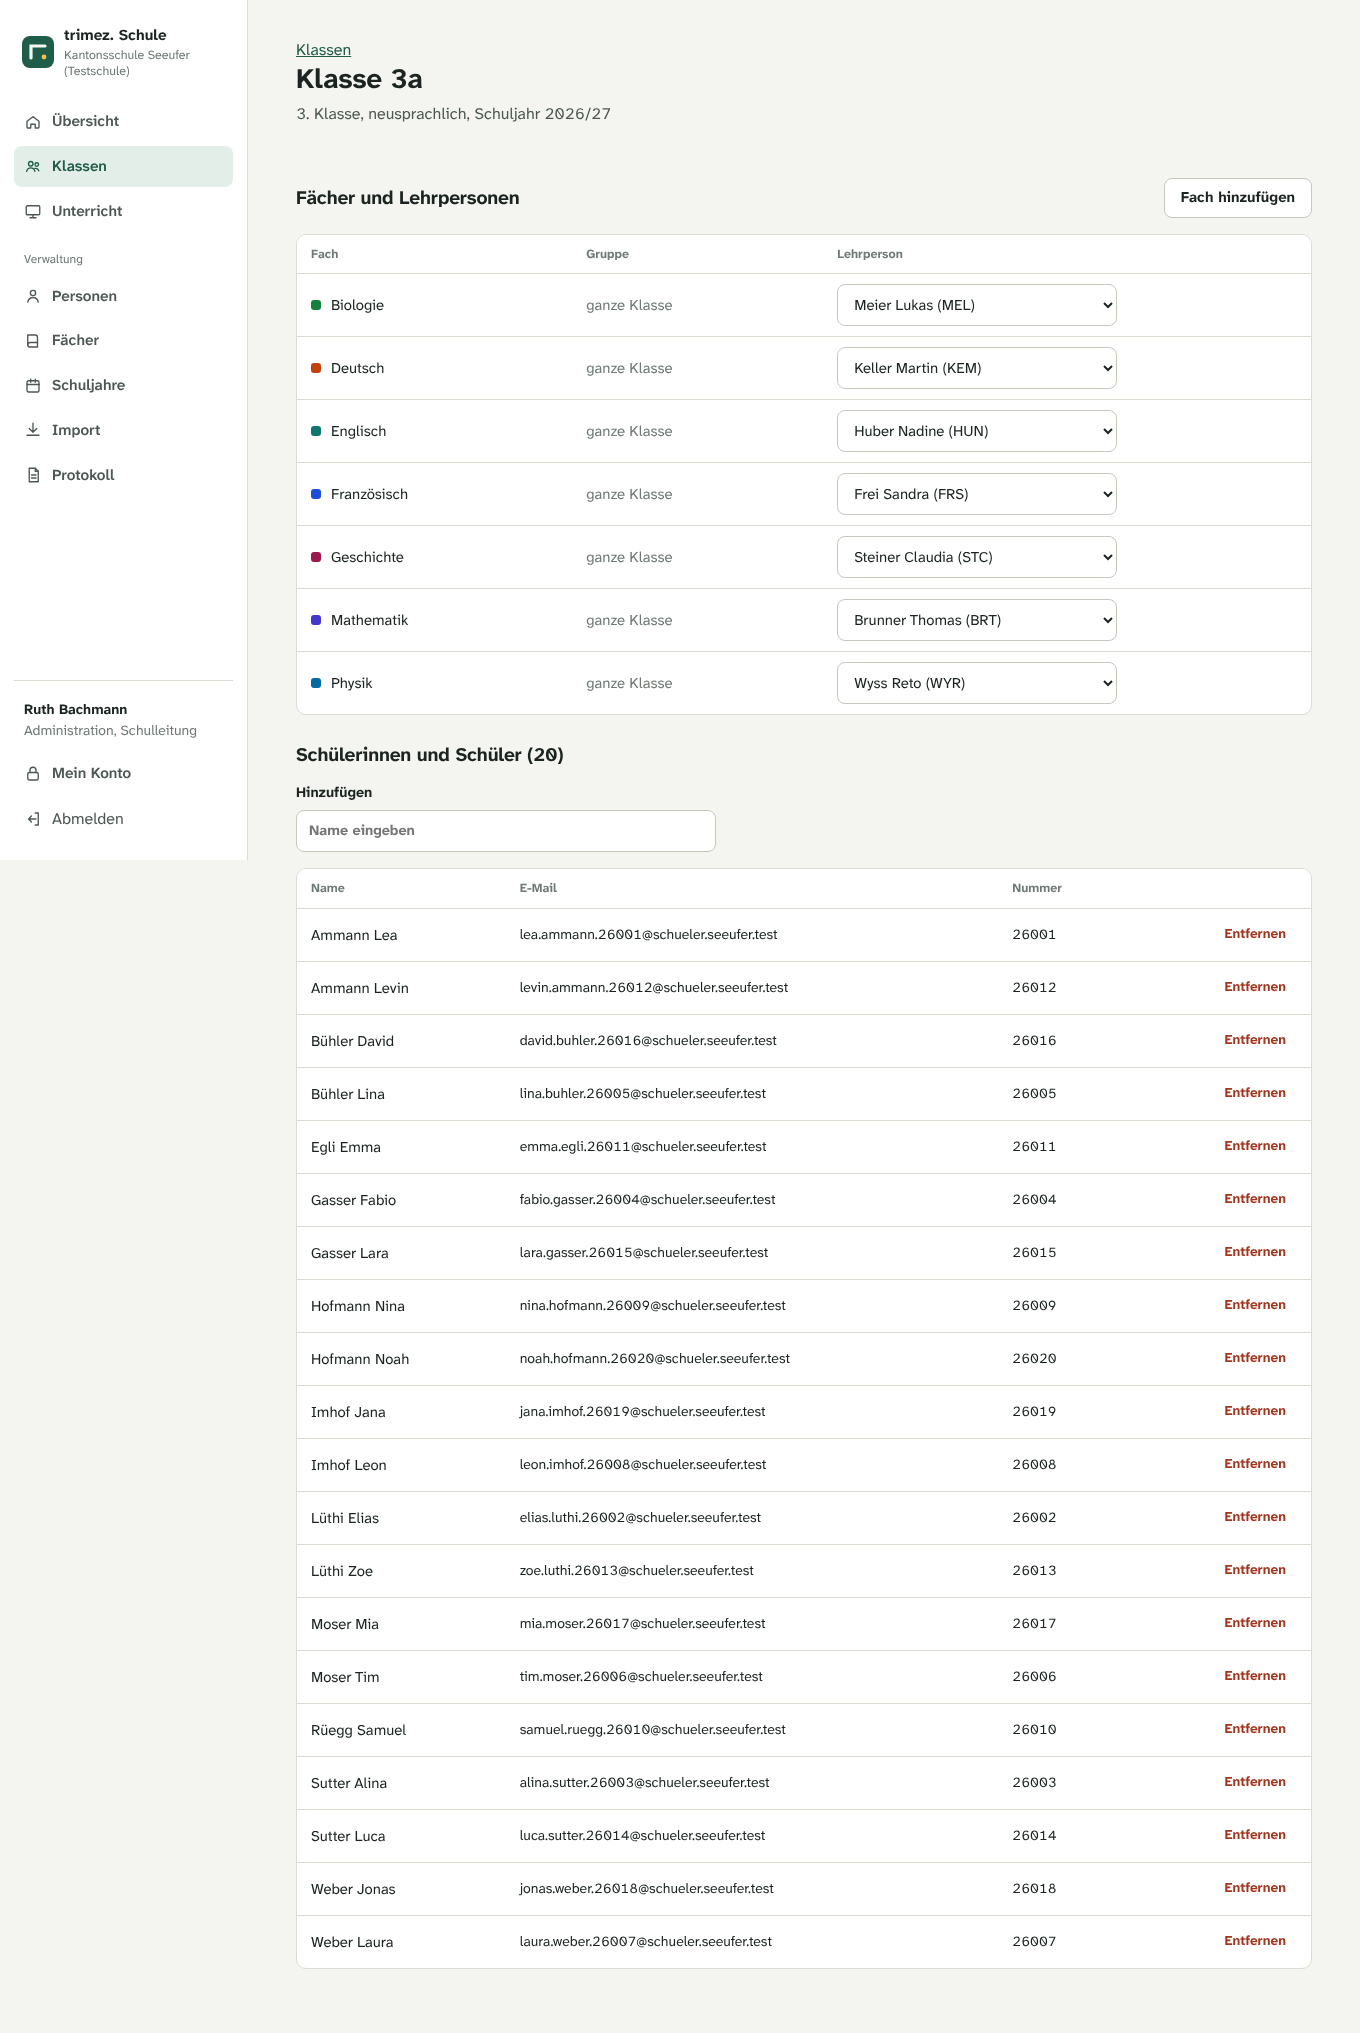 trimez. Schule
Kantonsschule Seeufer
(Testschule)
Übersicht
Klassen
Unterricht
Verwaltung
Personen
Fächer
Schuljahre
Import
Protokoll
Ruth Bachmann
Administration, Schulleitung
Mein Konto
Abmelden
Klassen
Klasse 3a
3. Klasse, neusprachlich, Schuljahr 2026/27
Fächer und Lehrpersonen
Fach hinzufügen
Fach Gruppe Lehrperson
Biologie ganze Klasse Meier Lukas (MEL)
Deutsch ganze Klasse Keller Martin (KEM)
Englisch ganze Klasse Huber Nadine (HUN)
Französisch ganze Klasse Frei Sandra (FRS)
Geschichte ganze Klasse Steiner Claudia (STC)
Mathematik ganze Klasse Brunner Thomas (BRT)
Physik ganze Klasse Wyss Reto (WYR)
Schülerinnen und Schüler (20)
Hinzufügen
Name eingeben
Name E-Mail Nummer
Ammann Lea lea.ammann.26001@schueler.seeufer.test 26001 Entfernen
Ammann Levin levin.ammann.26012@schueler.seeufer.test 26012 Entfernen
Bühler David david.buhler.26016@schueler.seeufer.test 26016 Entfernen
Bühler Lina lina.buhler.26005@schueler.seeufer.test 26005 Entfernen
Egli Emma emma.egli.26011@schueler.seeufer.test 26011 Entfernen
Gasser Fabio fabio.gasser.26004@schueler.seeufer.test 26004 Entfernen
Gasser Lara lara.gasser.26015@schueler.seeufer.test 26015 Entfernen
Hofmann Nina nina.hofmann.26009@schueler.seeufer.test 26009 Entfernen
Hofmann Noah noah.hofmann.26020@schueler.seeufer.test 26020 Entfernen
Imhof Jana jana.imhof.26019@schueler.seeufer.test 26019 Entfernen
Imhof Leon leon.imhof.26008@schueler.seeufer.test 26008 Entfernen
Lüthi Elias elias.luthi.26002@schueler.seeufer.test 26002 Entfernen
Lüthi Zoe zoe.luthi.26013@schueler.seeufer.test 26013 Entfernen
Moser Mia mia.moser.26017@schueler.seeufer.test 26017 Entfernen
Moser Tim tim.moser.26006@schueler.seeufer.test 26006 Entfernen
Rüegg Samuel samuel.ruegg.26010@schueler.seeufer.test 26010 Entfernen
Sutter Alina alina.sutter.26003@schueler.seeufer.test 26003 Entfernen
Sutter Luca luca.sutter.26014@schueler.seeufer.test 26014 Entfernen
Weber Jonas jonas.weber.26018@schueler.seeufer.test 26018 Entfernen
Weber Laura laura.weber.26007@schueler.seeufer.test 26007 Entfernen